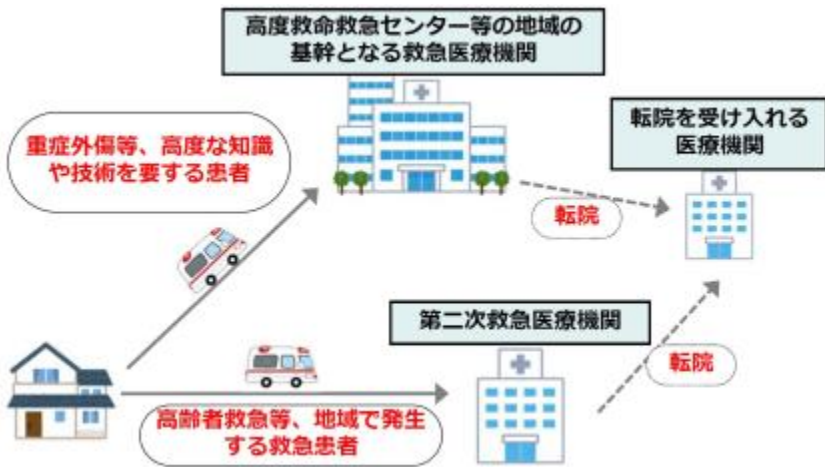 高度救命救急センター等の地域の
基幹となる救急医療機関
転院を受け入れる
医療機関
重症外傷等、高度な知識
や技術を要する患者
転院
第二次救急医療機関
転院
高齢者救急等、地域で発生
する救急患者